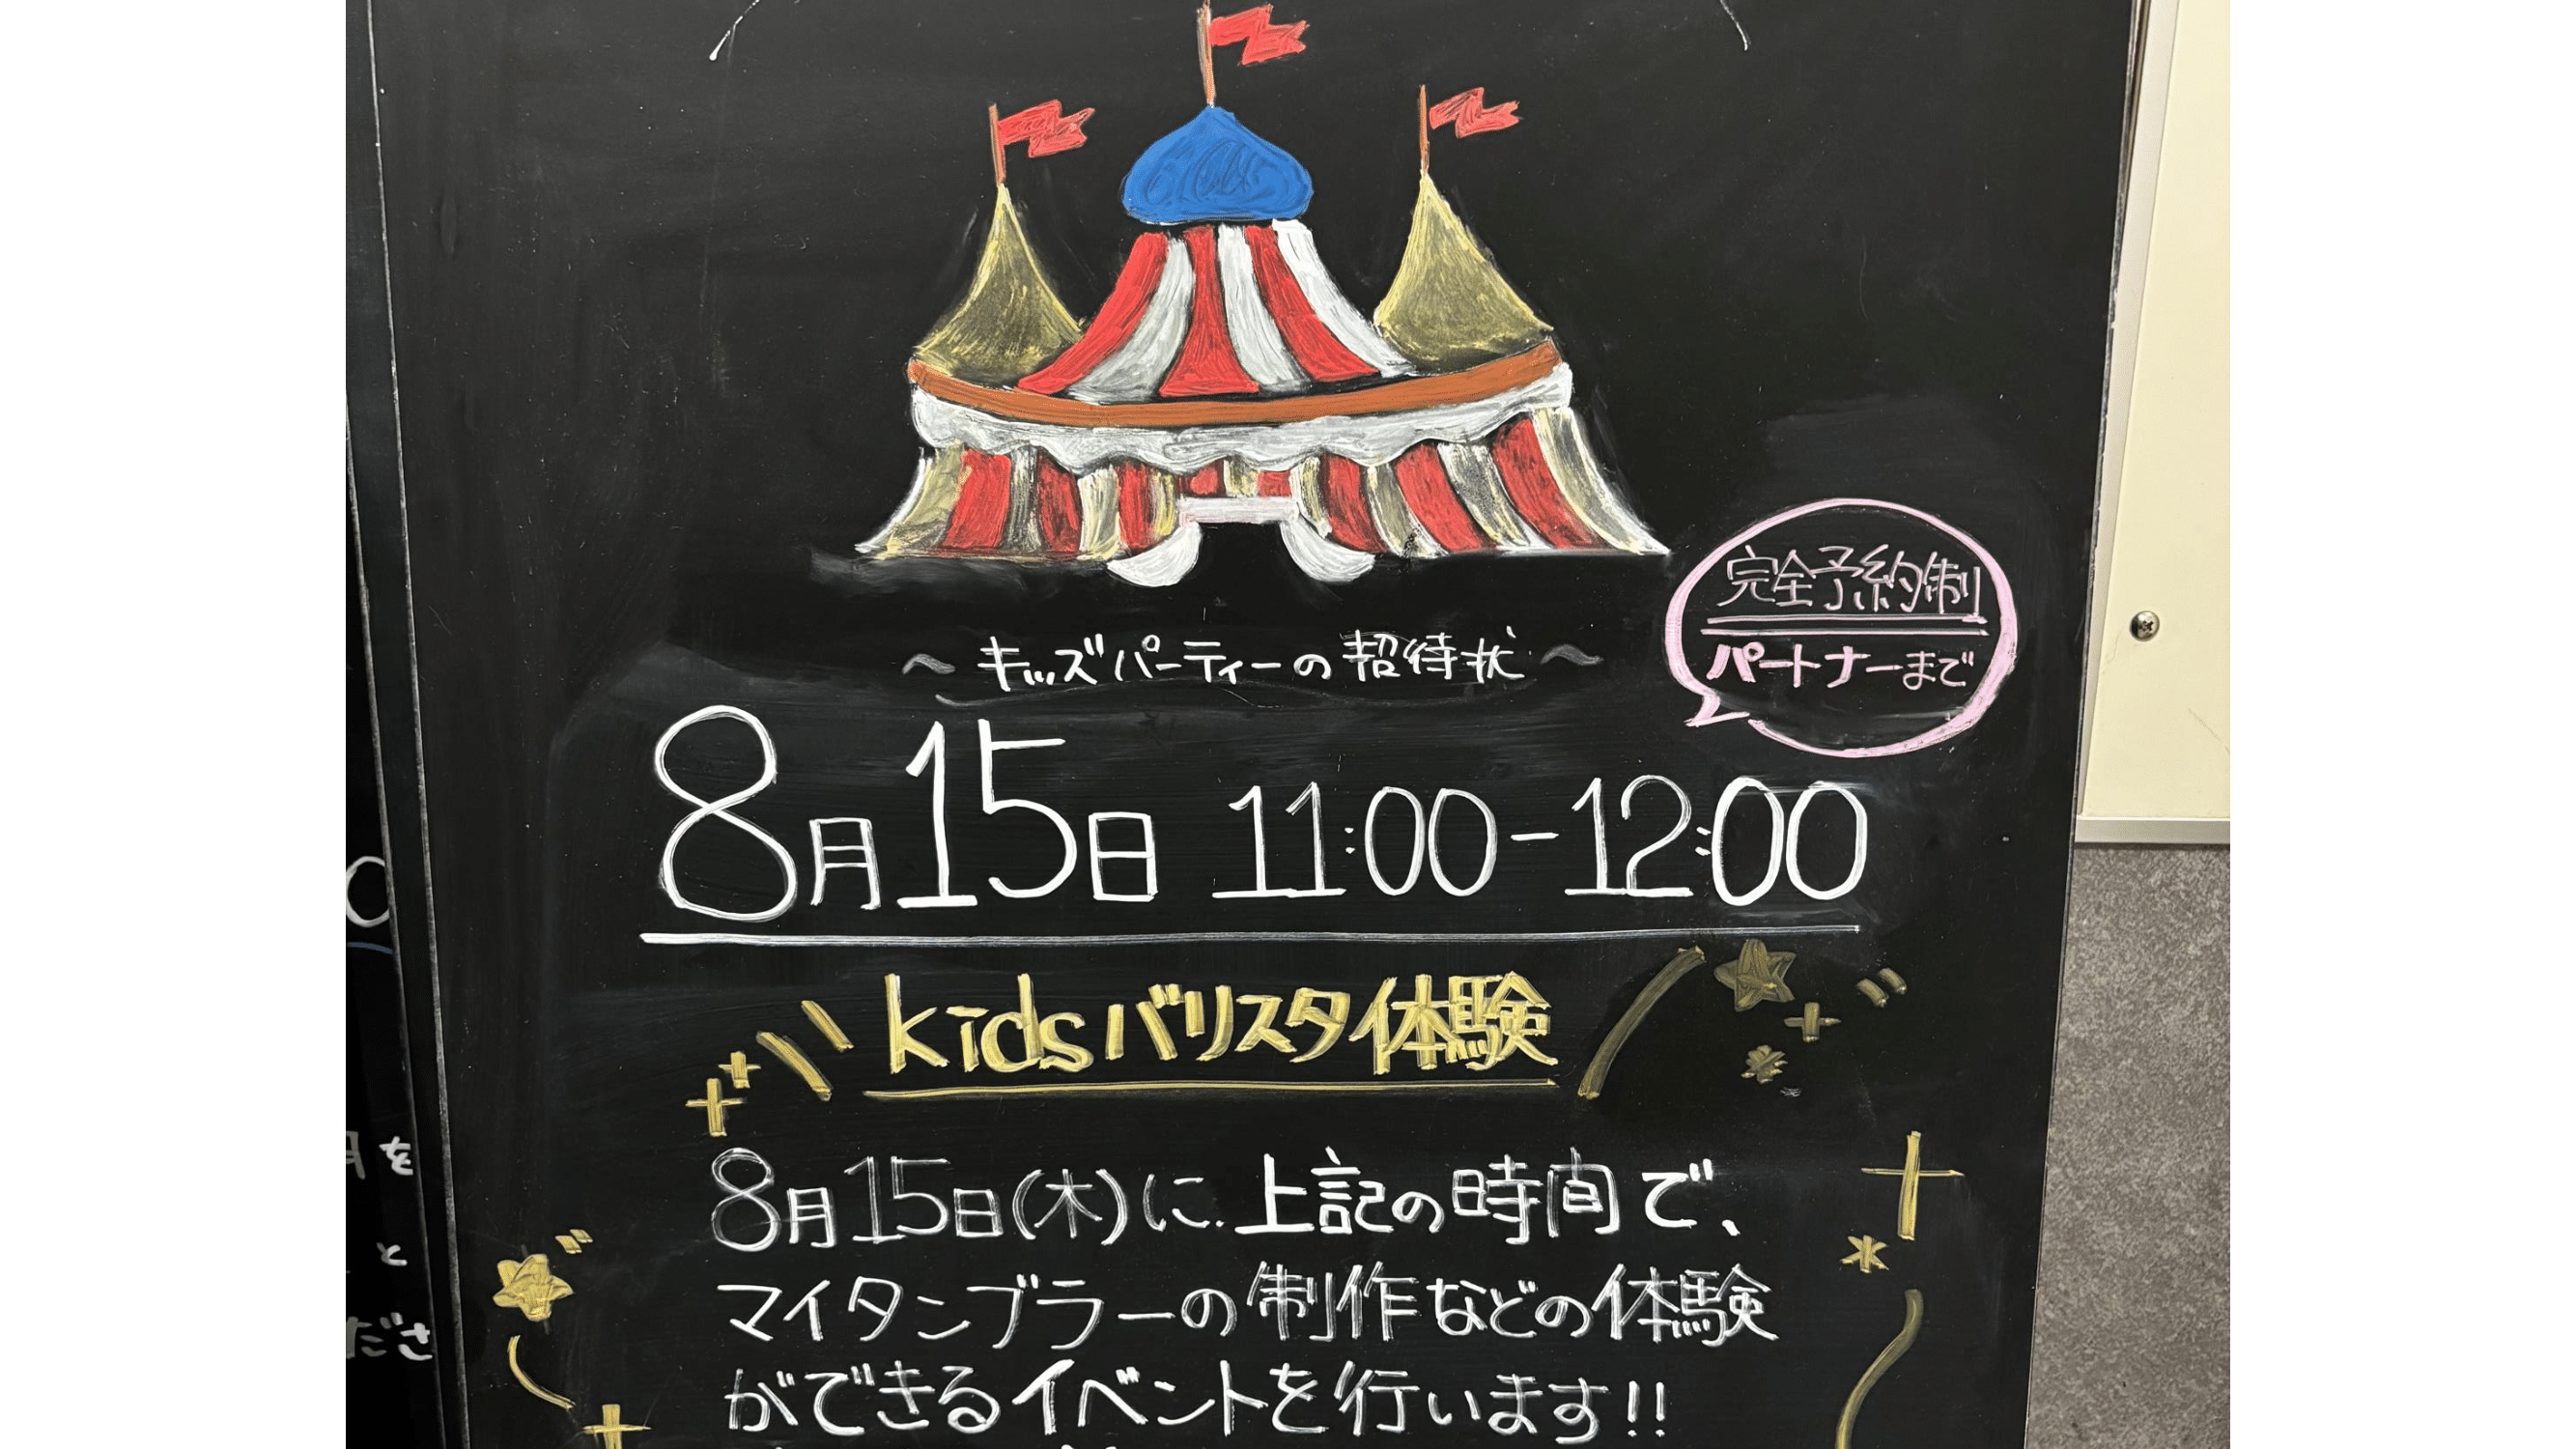 ～キッズパーティーの超待状～
完全予約制
パートナーまで
8月15日 11:00-12:00
kidsバリスタ体験
8月15日(木)に上記の時間で、
マイタンブラーの制作などの体験
ができるイベントを行います!!
月を
と
ださ